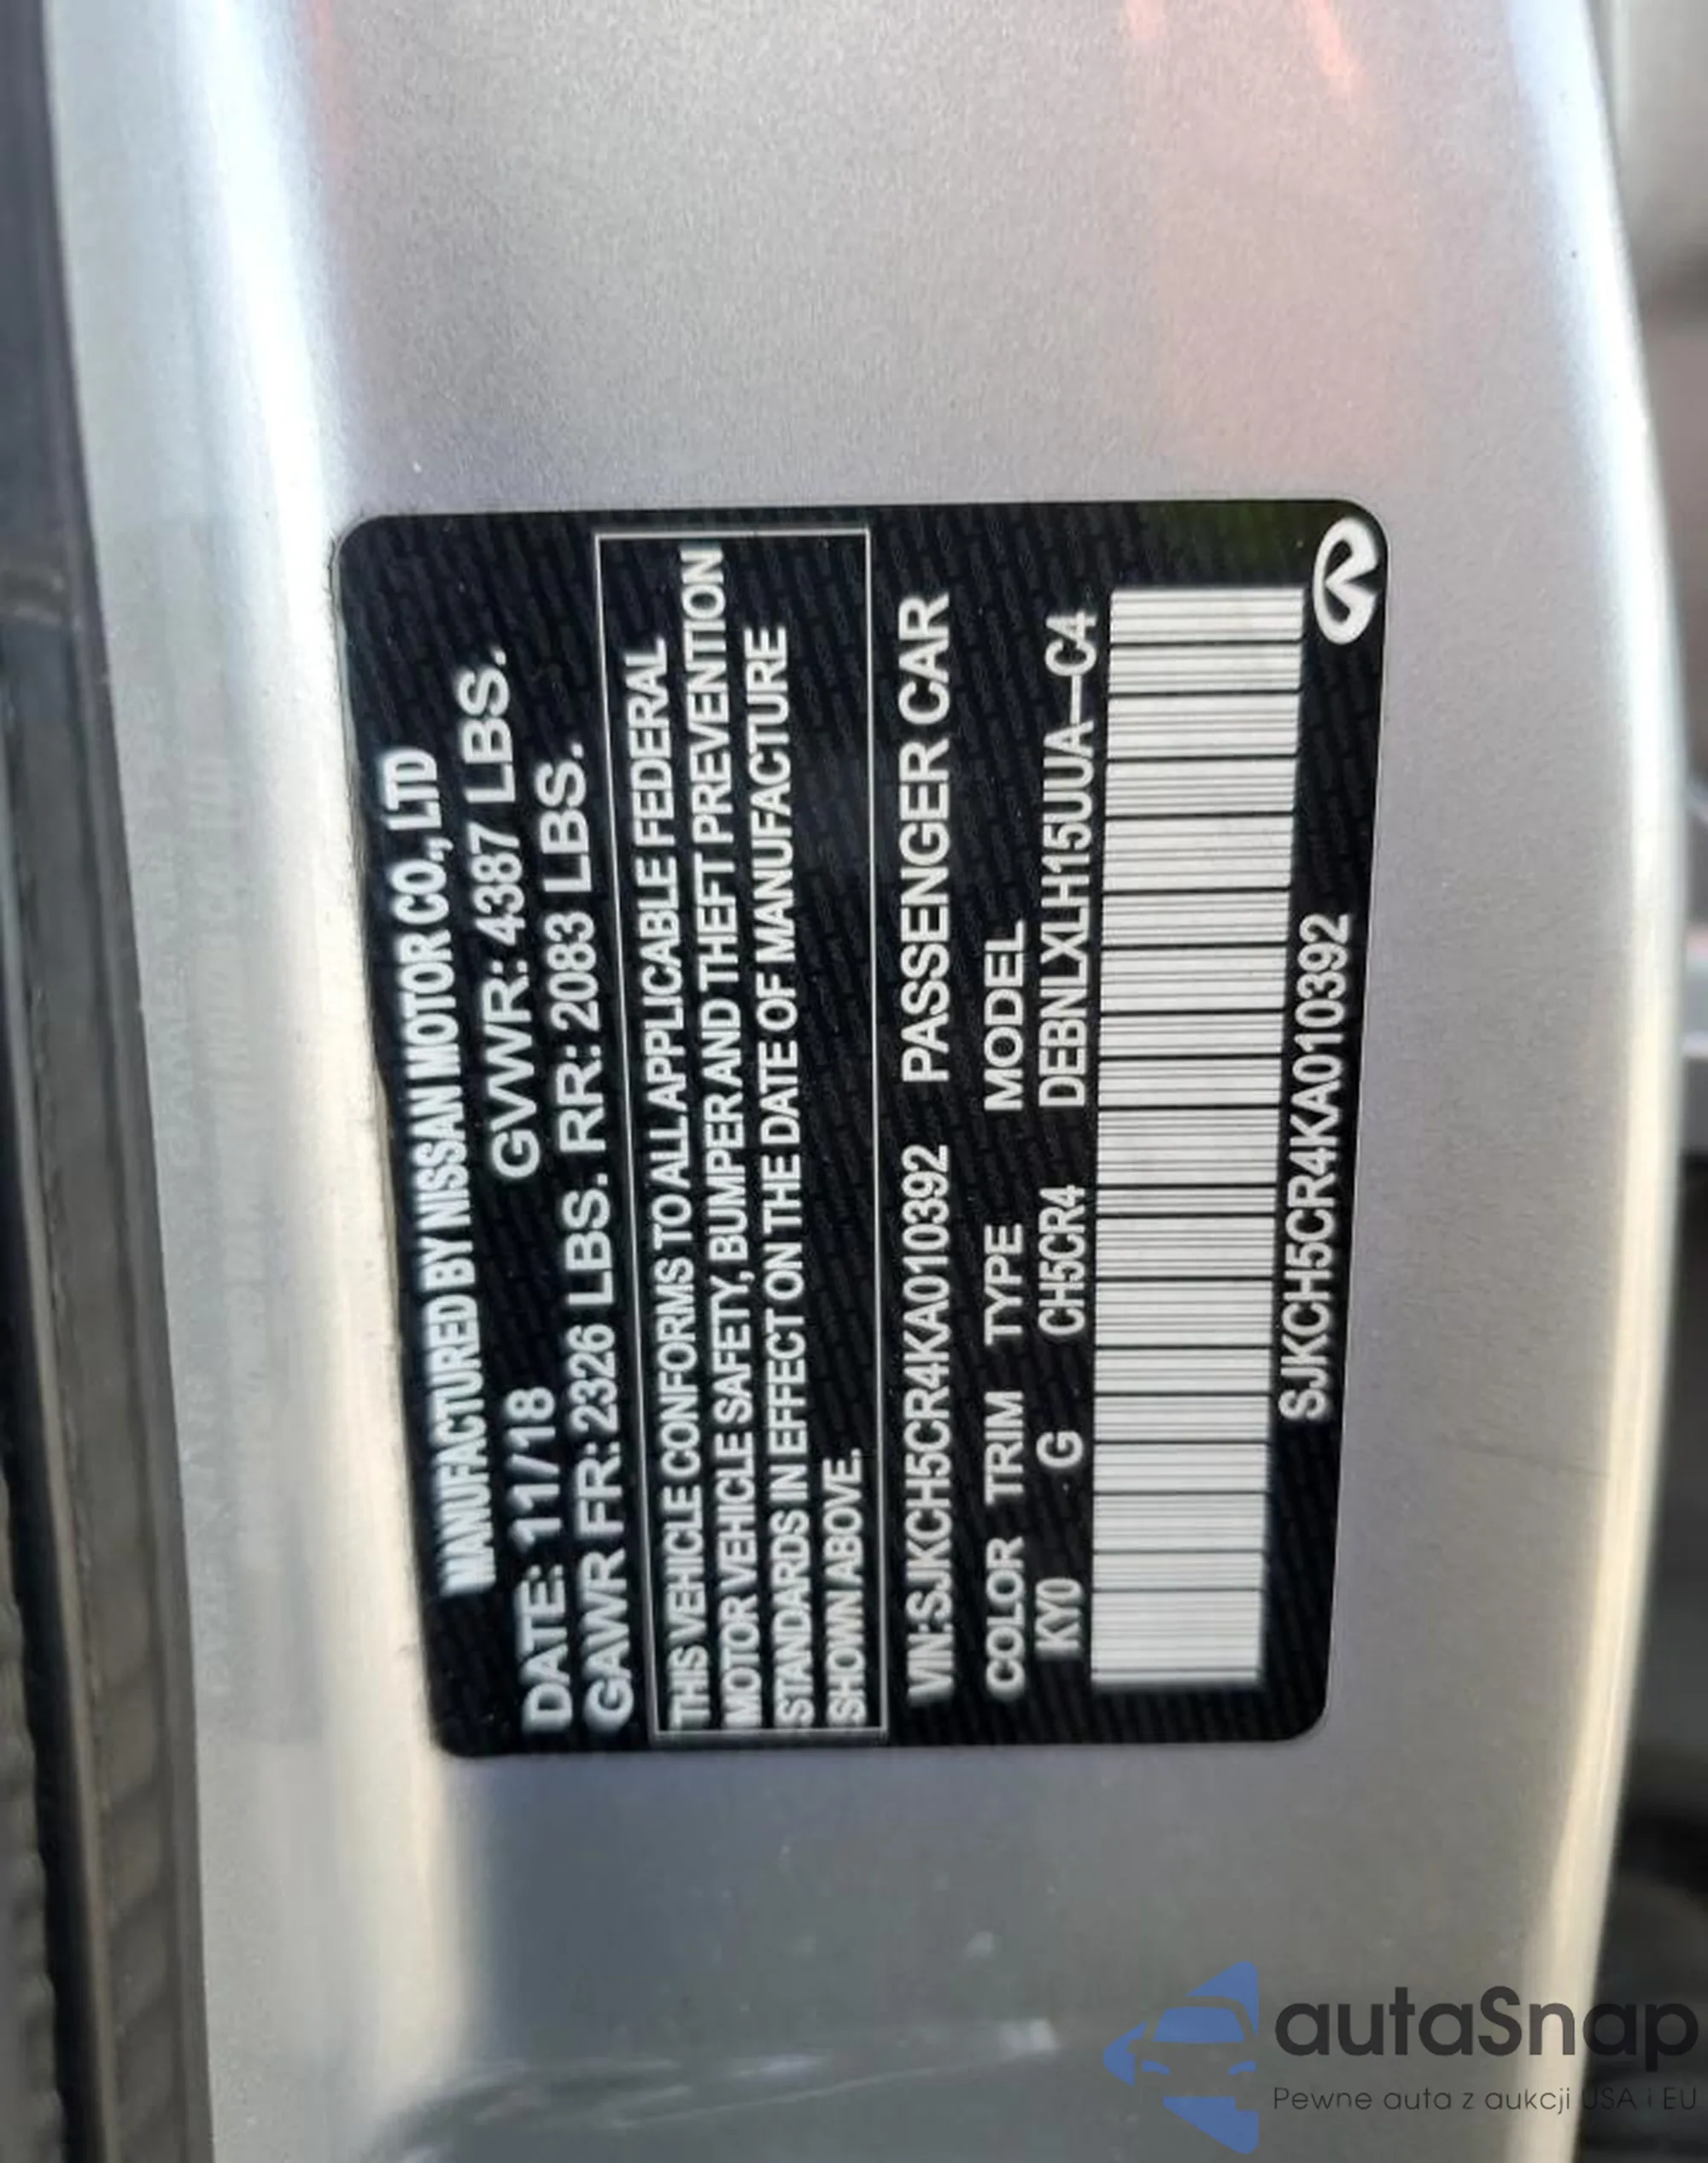 MANUFACTURED BY NISSAN MOTOR CO., LTD
DATE: 11/18 GVWR: 4387 LBS.
GAWR FR: 2326 LBS. RR: 2083 LBS.
THIS VEHICLE CONFORMS TO ALL APPLICABLE FEDERAL
MOTOR VEHICLE SAFETY, BUMPER AND THEFT PREVENTION
STANDARDS IN EFFECT ON THE DATE OF MANUFACTURE
SHOWN ABOVE.
VIN:SJKCH5CR4KA010392 PASSENGER CAR
COLOR TRIM TYPE MODEL
KY0 G CH5CR4 DEBNLXLH15UUA-C4
SJKCH5CR4KA010392
autaSnap
Pewne auta z aukcji USA i EU